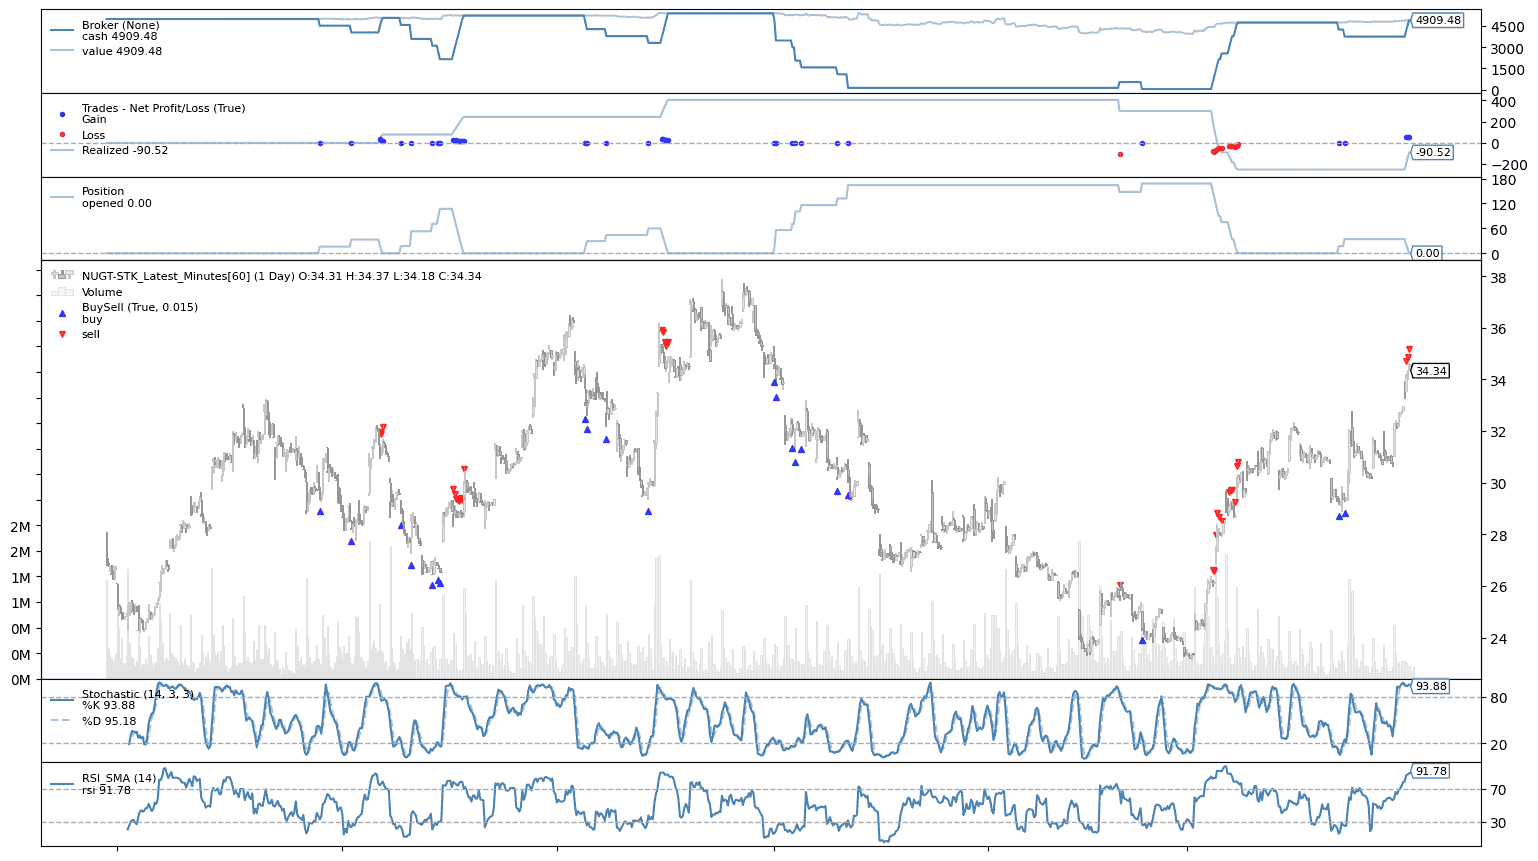 Broker (None)
cash 4909.48
value 4909.48
4909.48
4500
3000
1500
0
Trades - Net Profit/Loss (True)
Gain
Loss
Realized -90.52
400
200
0
-90.52
−200
Position
opened 0.00
180
120
60
0
0.00
NUGT-STK_Latest_Minutes[60] (1 Day) O:34.31 H:34.37 L:34.18 C:34.34
Volume
BuySell (True, 0.015)
buy
sell
38
36
34.34
34
32
30
28
26
24
2M
2M
1M
1M
0M
0M
0M
Stochastic (14, 3, 3)
%K 93.88
%D 95.18
93.88
80
20
RSI_SMA (14)
rsi 91.78
91.78
70
30